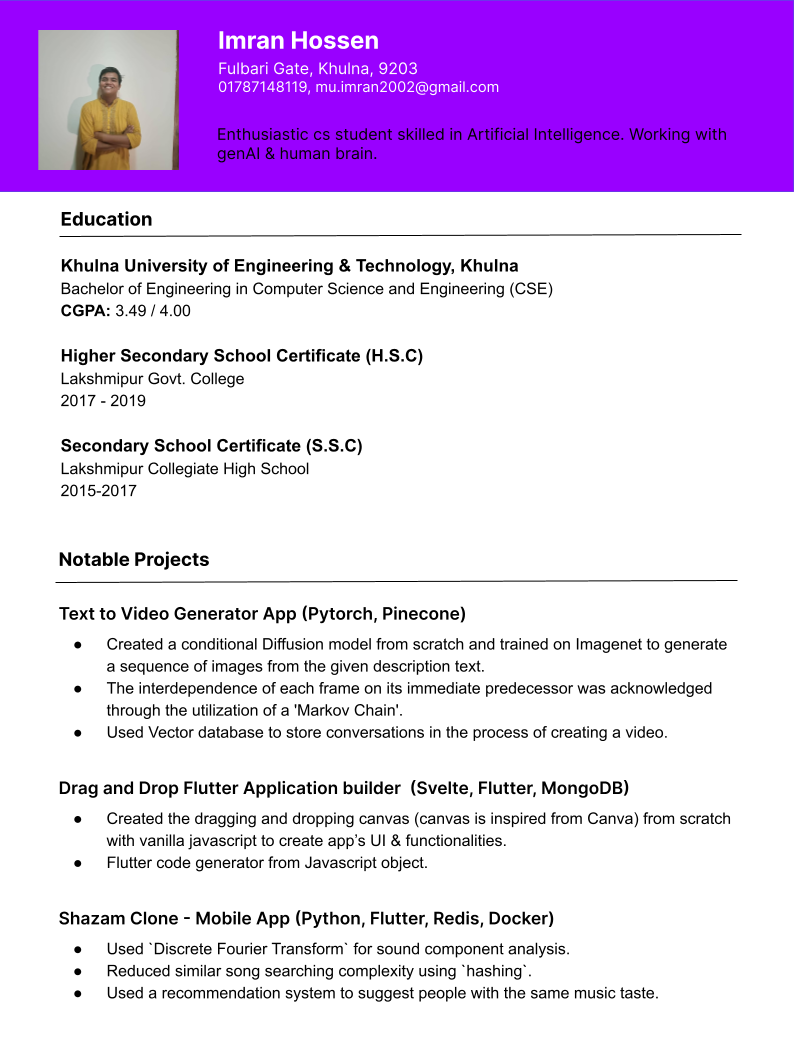 Imran Hossen
Fulbari Gate, Khulna, 9203
01787148119, mu.imran2002@gmail.com
Enthusiastic cs student skilled in Artificial Intelligence. Working with
genAI & human brain.
Education
Khulna University of Engineering & Technology, Khulna
Bachelor of Engineering in Computer Science and Engineering (CSE)
CGPA: 3.49 / 4.00
Higher Secondary School Certificate (H.S.C)
Lakshmipur Govt. College
2017 - 2019
Secondary School Certificate (S.S.C)
Lakshmipur Collegiate High School
2015-2017
Notable Projects
Text to Video Generator App (Pytorch, Pinecone)
● Created a conditional Diffusion model from scratch and trained on Imagenet to generate
a sequence of images from the given description text.
● The interdependence of each frame on its immediate predecessor was acknowledged
through the utilization of a 'Markov Chain'.
● Used Vector database to store conversations in the process of creating a video.
Drag and Drop Flutter Application builder  (Svelte, Flutter, MongoDB)
● Created the dragging and dropping canvas (canvas is inspired from Canva) from scratch
with vanilla javascript to create app’s UI & functionalities.
● Flutter code generator from Javascript object.
Shazam Clone - Mobile App (Python, Flutter, Redis, Docker)
● Used `Discrete Fourier Transform` for sound component analysis.
● Reduced similar song searching complexity using `hashing`.
● Used a recommendation system to suggest people with the same music taste.